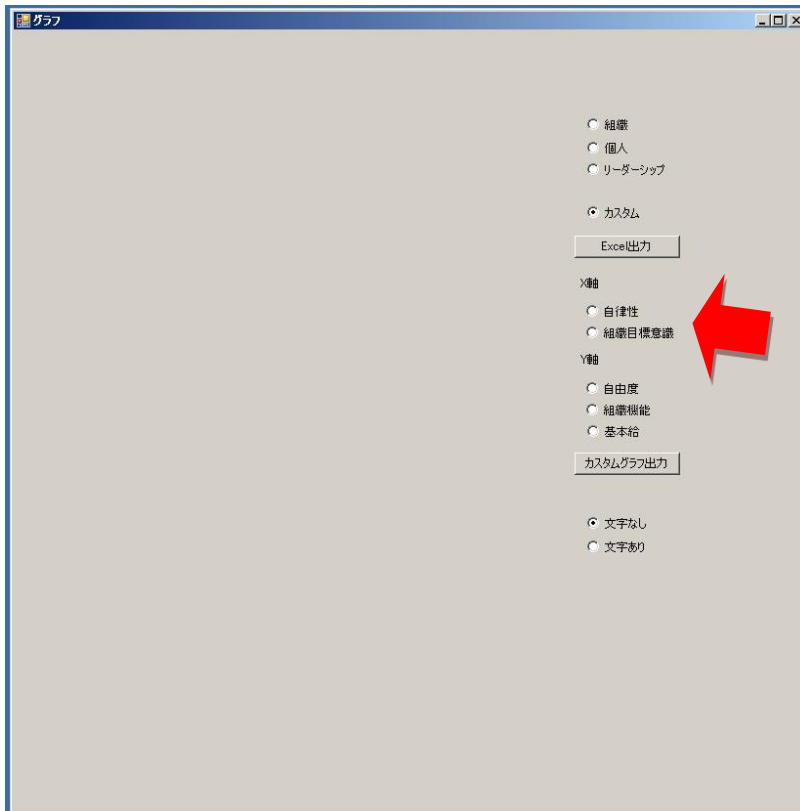 グラフ
組織
個人
リーダーシップ
カスタム
Excel出力
X軸
自律性
組織目標意識
Y軸
自由度
組織機能
基本給
カスタムグラフ出力
文字なし
文字あり